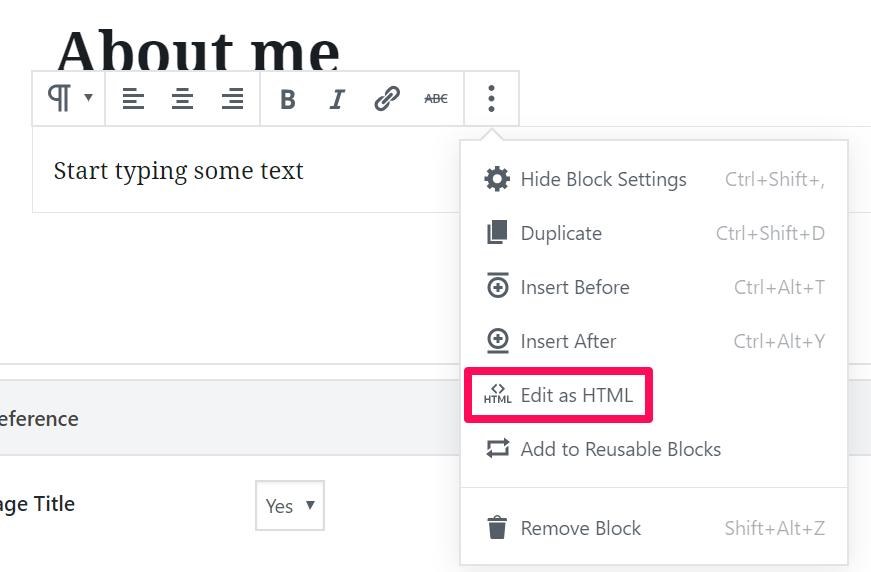 About me
B I ABC
Start typing some text
Hide Block Settings Ctrl+Shift+,
Duplicate Ctrl+Shift+D
Insert Before Ctrl+Alt+T
Insert After Ctrl+Alt+Y
HTML Edit as HTML
eference
Add to Reusable Blocks
age Title Yes
Remove Block Shift+Alt+Z